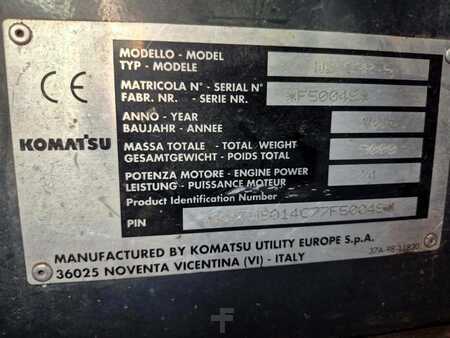 CE
KOMATSU
MODELLO - MODEL
TYP - MODELE
MATRICOLA N° - SERIAL N°
FABR. NR. - SERIE NR.
*F50049*
ANNO - YEAR
BAUJAHR - ANNEE
MASSA TOTALE - TOTAL WEIGHT
GESAMTGEWICHT - POIDS TOTAL
POTENZA MOTORE - ENGINE POWER
LEISTUNG - PUISSANCE MOTEUR
Product Identification Number
PIN
MANUFACTURED BY KOMATSU UTILITY EUROPE S.p.A.
36025 NOVENTA VICENTINA (VI) - ITALY